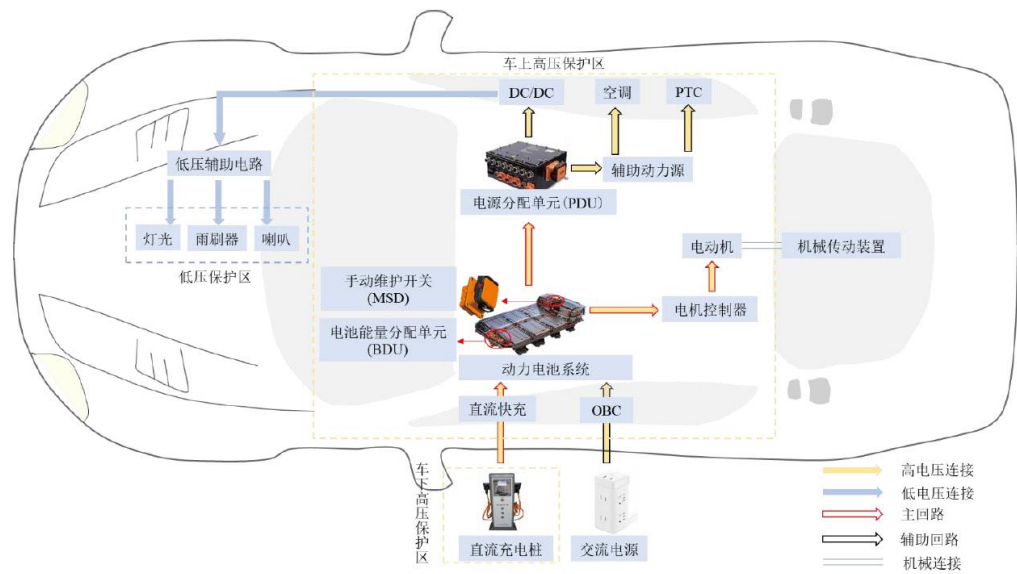 车上高压保护区
DC/DC
空调
PTC
低压辅助电路
辅助动力源
电源分配单元(PDU)
灯光
雨刷器
喇叭
低压保护区
电动机
机械传动装置
手动维护开关
(MSD)
电池能量分配单元
(BDU)
电机控制器
动力电池系统
直流快充
OBC
车下高压保护区
直流充电桩
交流电源
高电压连接
低电压连接
主回路
辅助回路
机械连接